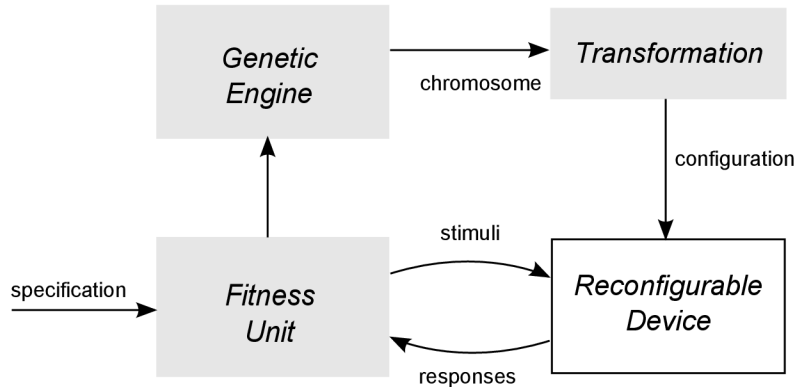 Genetic
Engine
chromosome
Transformation
configuration
specification
Fitness
Unit
stimuli
responses
Reconfigurable
Device